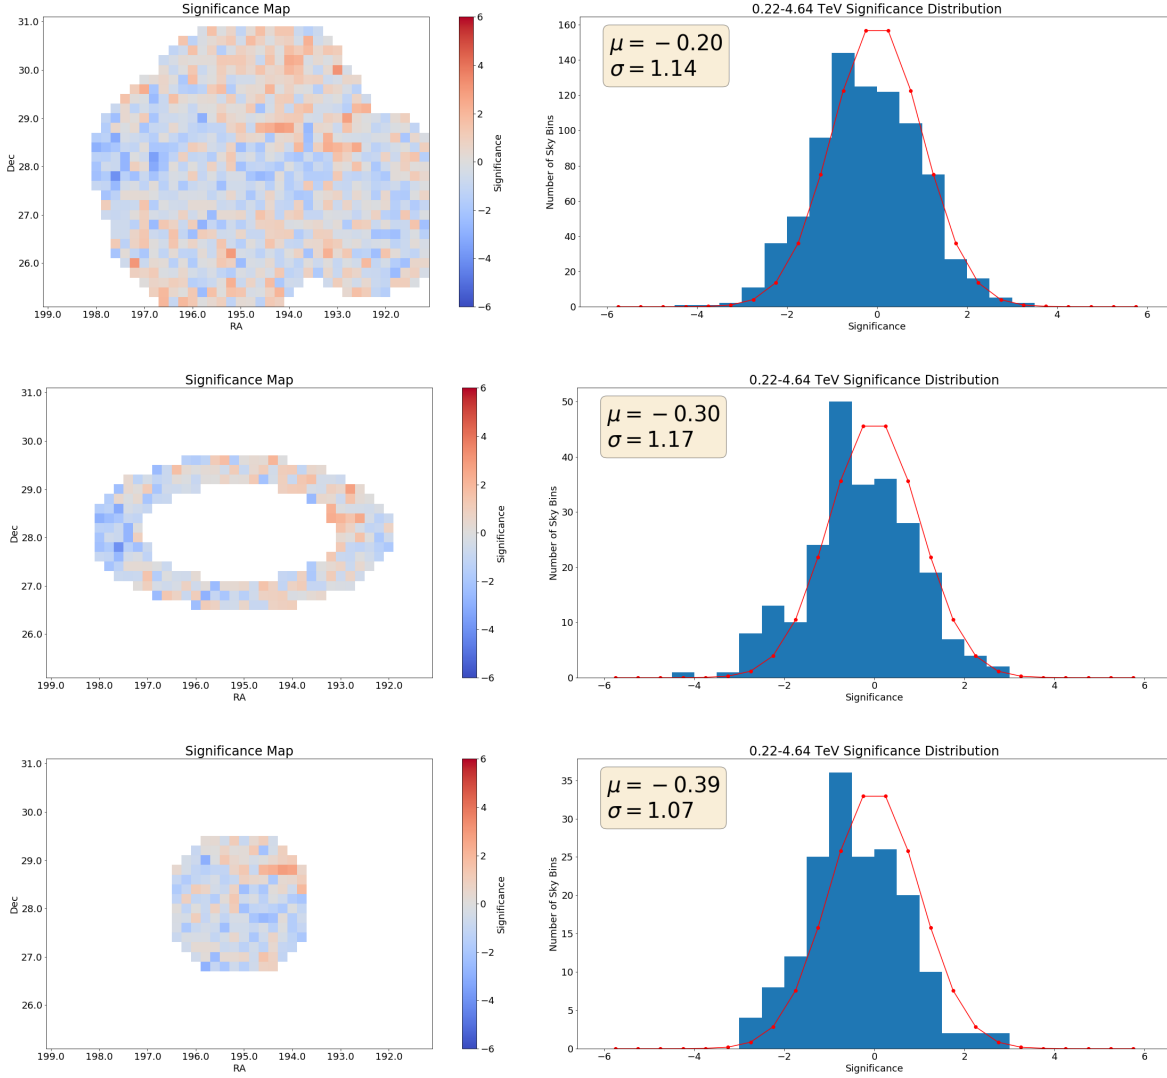 Significance Map
0.22-4.64 TeV Significance Distribution
31.0
30.0
29.0
28.0
27.0
26.0
Dec
199.0 198.0 197.0 196.0 195.0 194.0 193.0 192.0
RA
6
4
2
0
−2
−4
−6
Significance
μ = − 0.20
σ = 1.14
160
140
120
100
80
60
40
20
0
Number of Sky Bins
−6 −4 −2 0 2 4 6
Significance
Significance Map
0.22-4.64 TeV Significance Distribution
31.0
30.0
29.0
28.0
27.0
26.0
Dec
199.0 198.0 197.0 196.0 195.0 194.0 193.0 192.0
RA
6
4
2
0
−2
−4
−6
Significance
μ = − 0.30
σ = 1.17
50
40
30
20
10
0
Number of Sky Bins
−6 −4 −2 0 2 4 6
Significance
Significance Map
0.22-4.64 TeV Significance Distribution
31.0
30.0
29.0
28.0
27.0
26.0
Dec
199.0 198.0 197.0 196.0 195.0 194.0 193.0 192.0
RA
6
4
2
0
−2
−4
−6
Significance
μ = − 0.39
σ = 1.07
35
30
25
20
15
10
5
0
Number of Sky Bins
−6 −4 −2 0 2 4 6
Significance